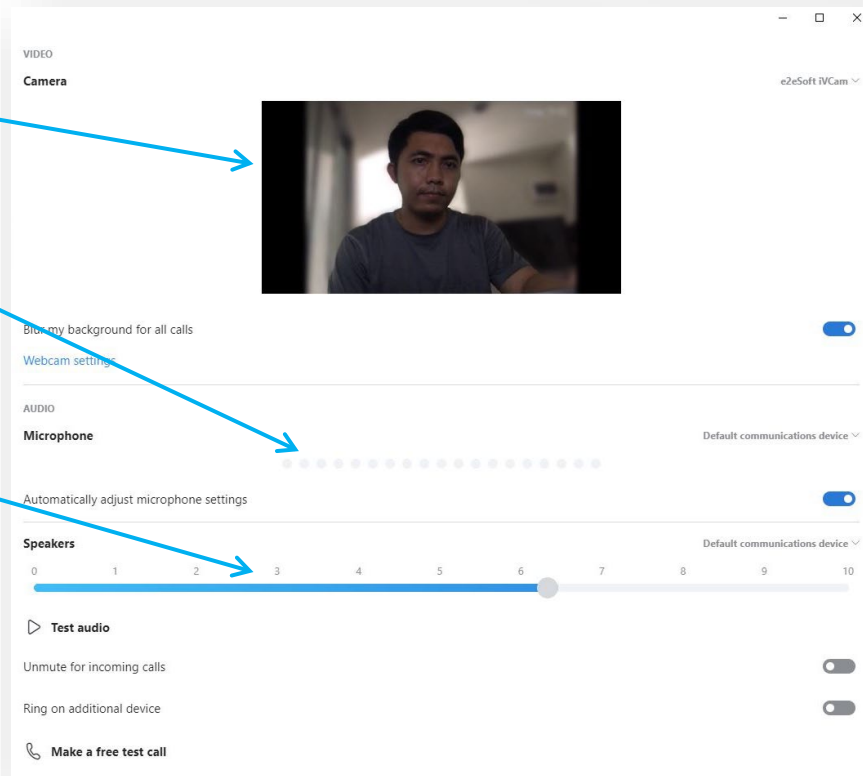 VIDEO
Camera
e2eSoft iVCam
Blur my background for all calls
Webcam settings
AUDIO
Microphone
Default communications device
Automatically adjust microphone settings
Speakers
Default communications device
0 1 2 3 4 5 6 7 8 9 10
Test audio
Unmute for incoming calls
Ring on additional device
Make a free test call